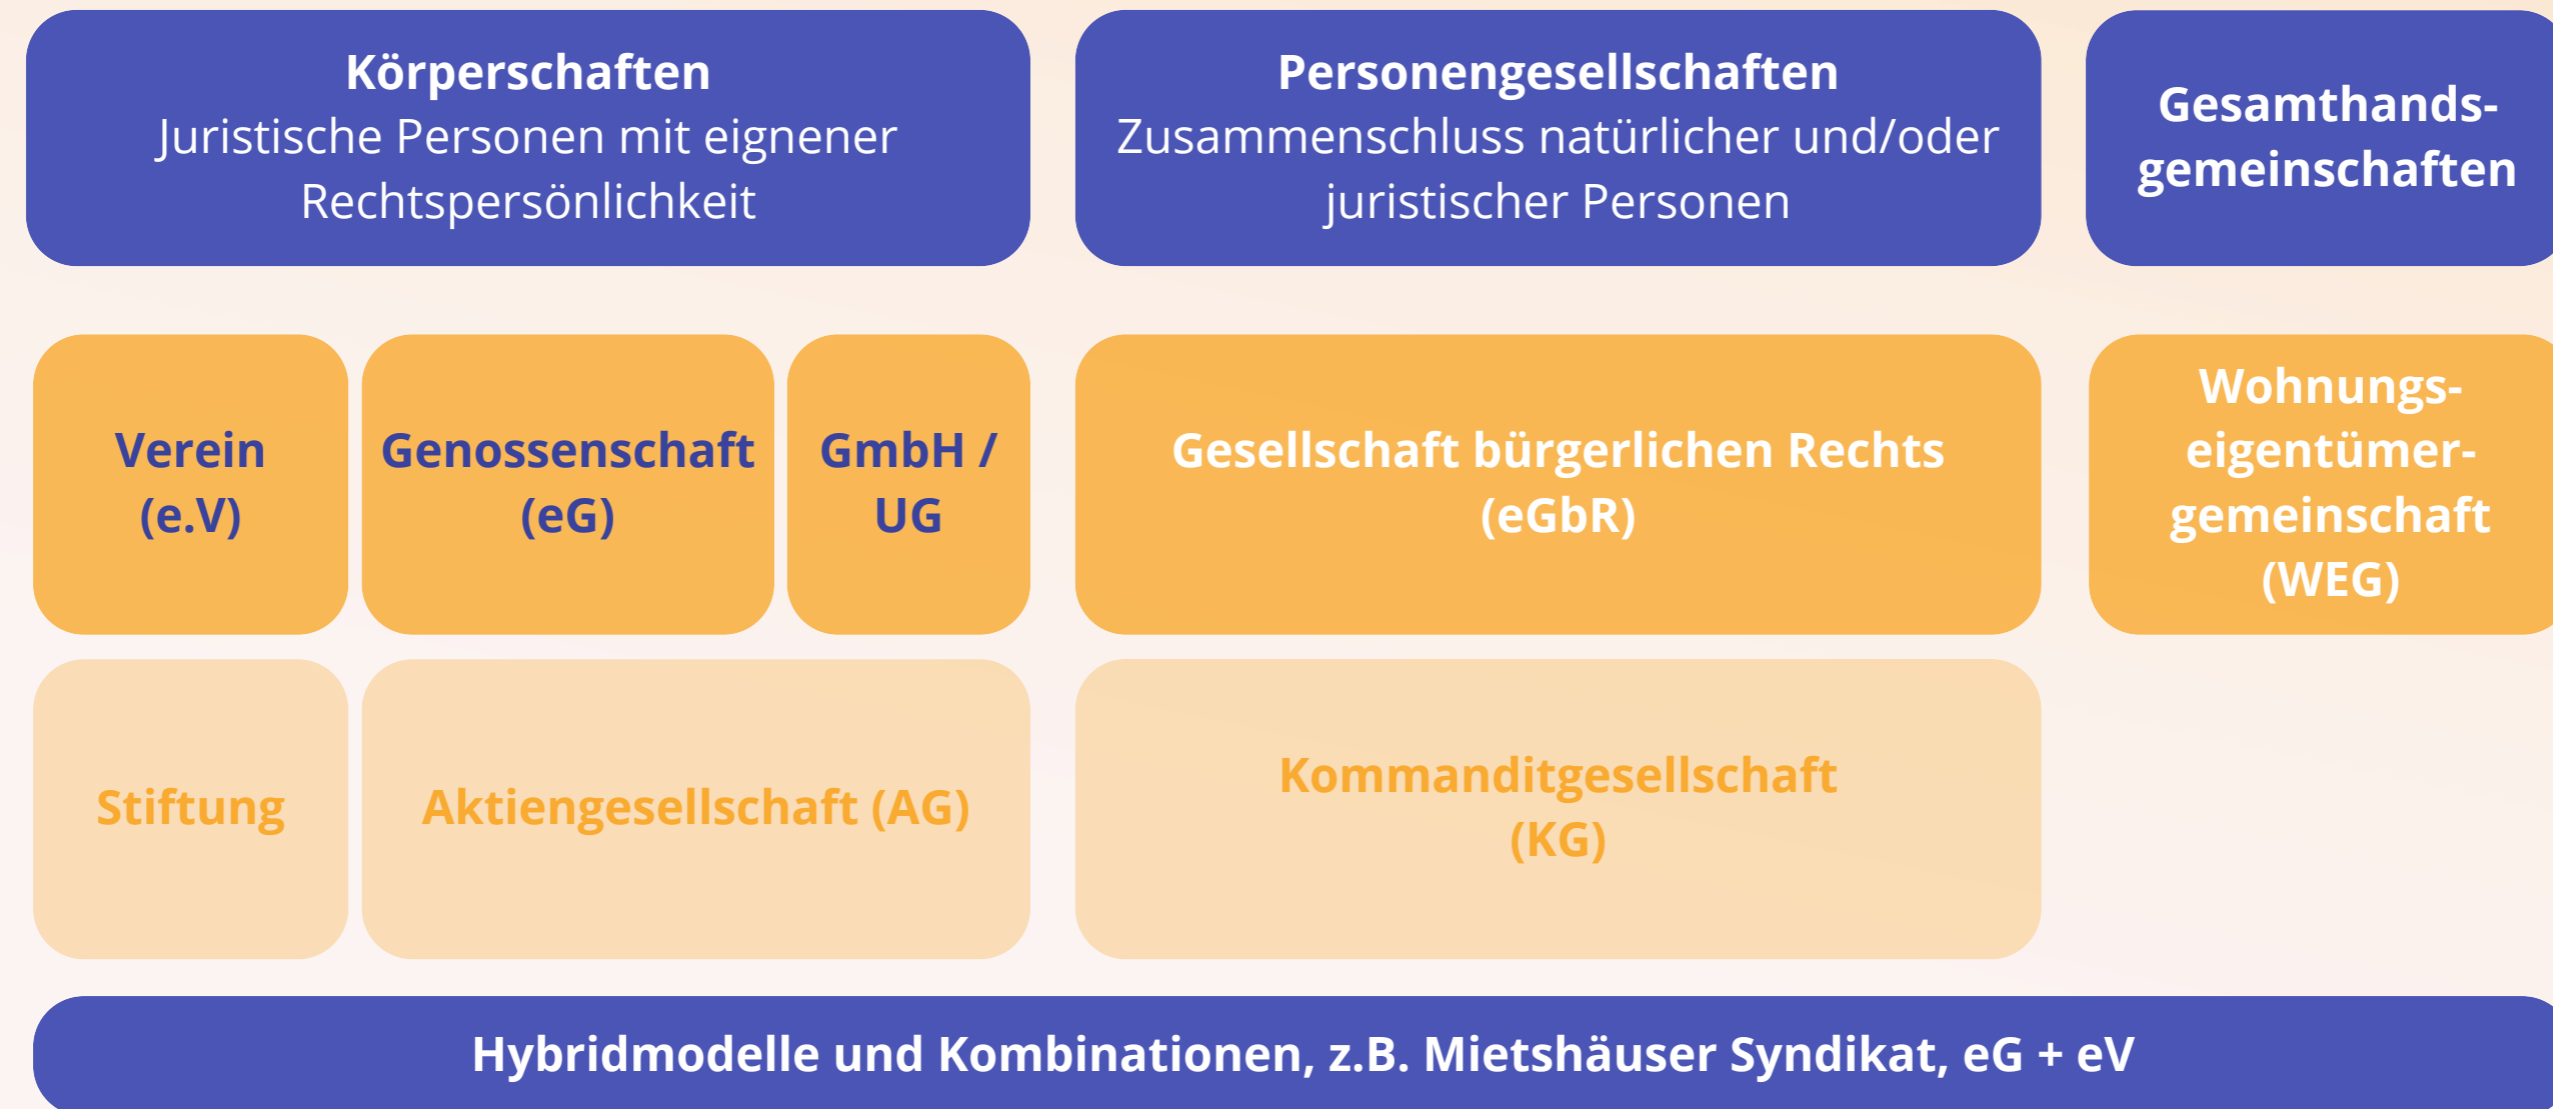 Körperschaften
Juristische Personen mit eignener
Rechtspersönlichkeit
Personengesellschaften
Zusammenschluss natürlicher und/oder
juristischer Personen
Gesamthands-
gemeinschaften
Verein
(e.V)
Genossenschaft
(eG)
GmbH /
UG
Gesellschaft bürgerlichen Rechts
(eGbR)
Wohnungs-
eigentümer-
gemeinschaft
(WEG)
Stiftung
Aktiengesellschaft (AG)
Kommanditgesellschaft
(KG)
Hybridmodelle und Kombinationen, z.B. Mietshäuser Syndikat, eG + eV